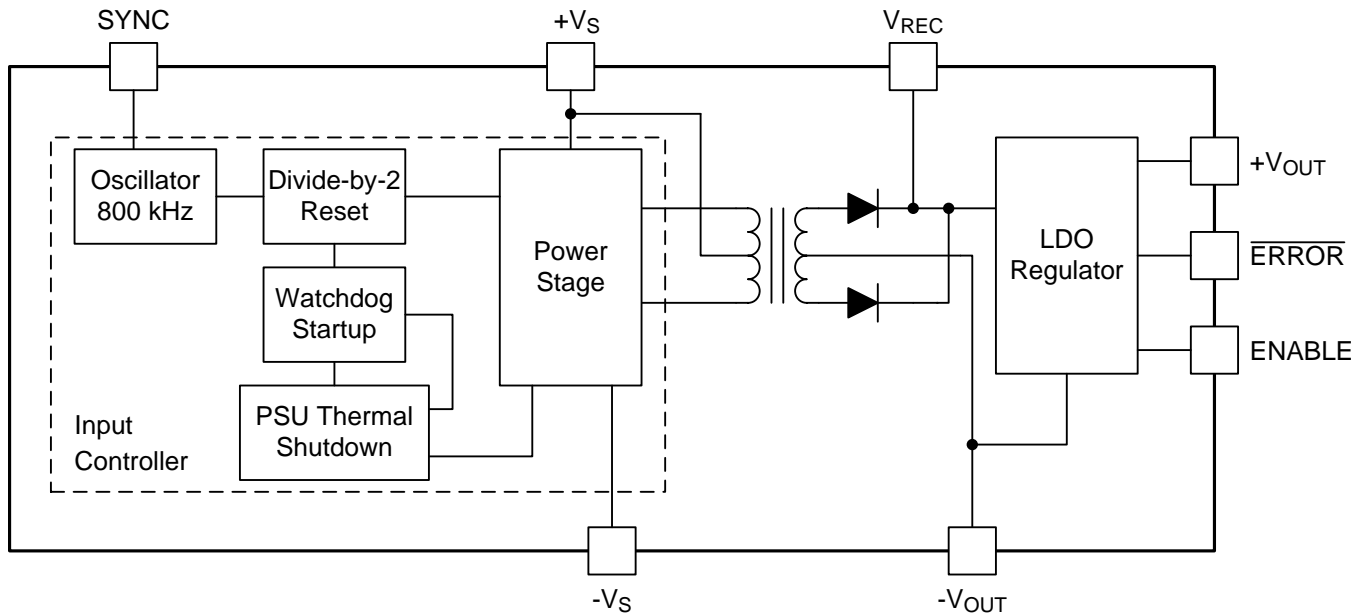 SYNC
+VS
VREC
Oscillator
800 kHz
Divide-by-2
Reset
Watchdog
Startup
PSU Thermal
Shutdown
Input
Controller
Power
Stage
LDO
Regulator
+VOUT
ERROR
ENABLE
-VS
-VOUT